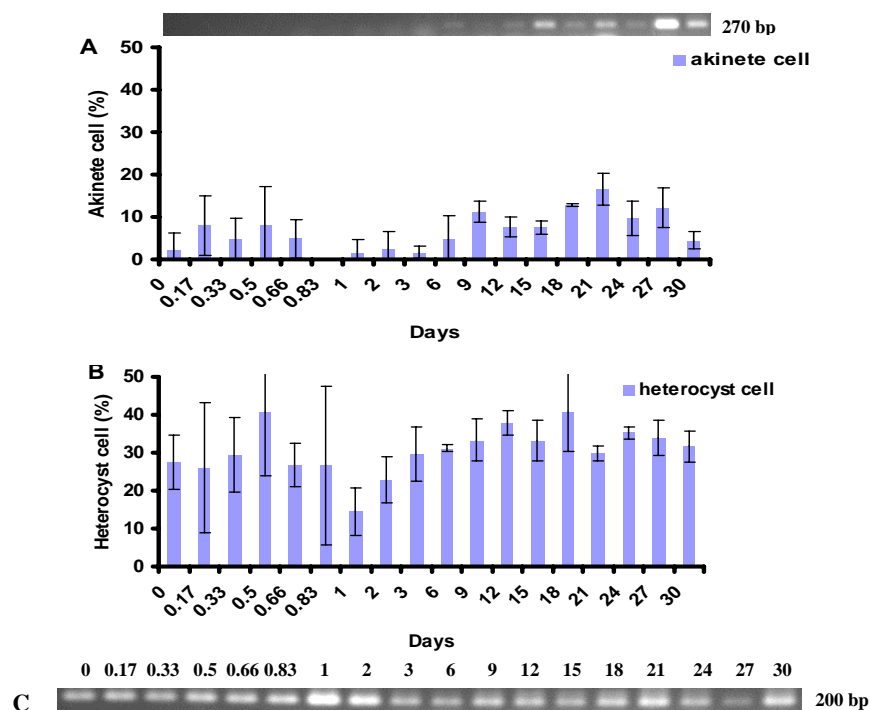 270 bp
A
50
40
30
20
10
0
Akinete cell (%)
akinete cell
0 0.17 0.33 0.5 0.66 0.83 1 2 3 6 9 12 15 18 21 24 27 30
Days
B
50
40
30
20
10
0
Heterocyst cell (%)
heterocyst cell
0 0.17 0.33 0.5 0.66 0.83 1 2 3 6 9 12 15 18 21 24 27 30
Days
0 0.17 0.33 0.5 0.66 0.83 1 2 3 6 9 12 15 18 21 24 27 30
C 200 bp